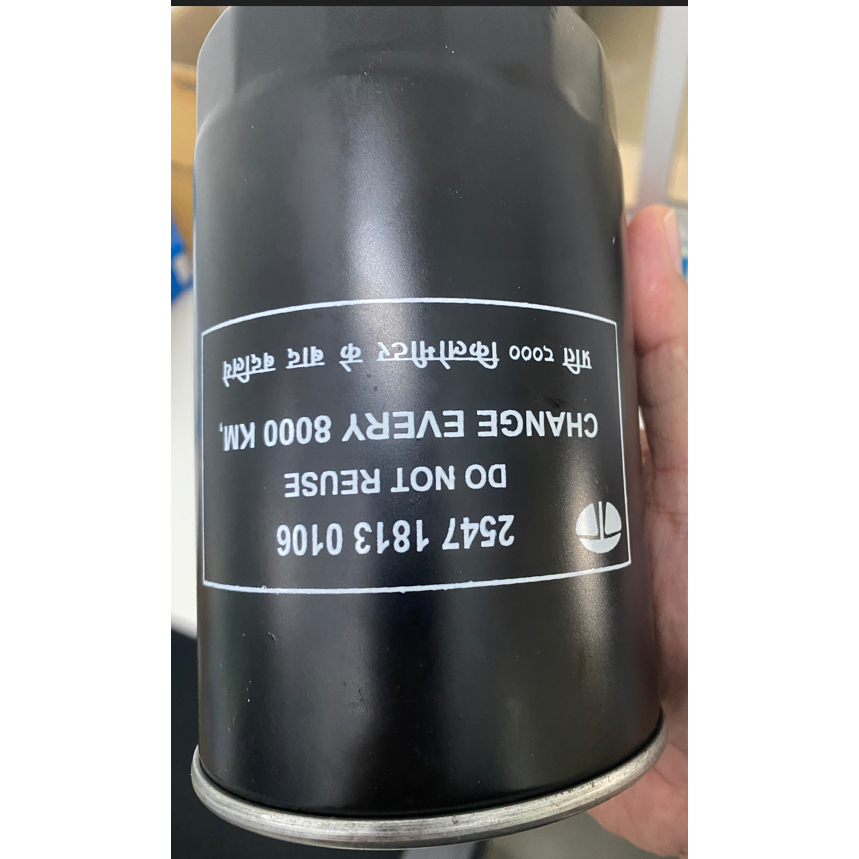 2547 1813 0106
DO NOT REUSE
CHANGE EVERY 8000 KM,
प्रति ८००० किलोमीटर के बाद बदलिये